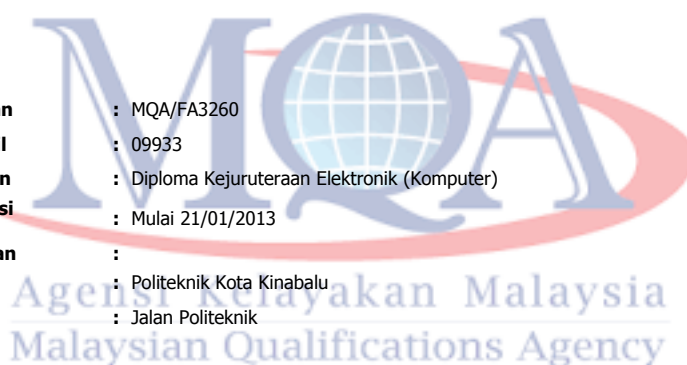 MQA
an : MQA/FA3260
l : 09933
n : Diploma Kejuruteraan Elektronik (Komputer)
si : Mulai 21/01/2013
an :
: Politeknik Kota Kinabalu
: Jalan Politeknik
Agensi Kelayakan Malaysia
Malaysian Qualifications Agency